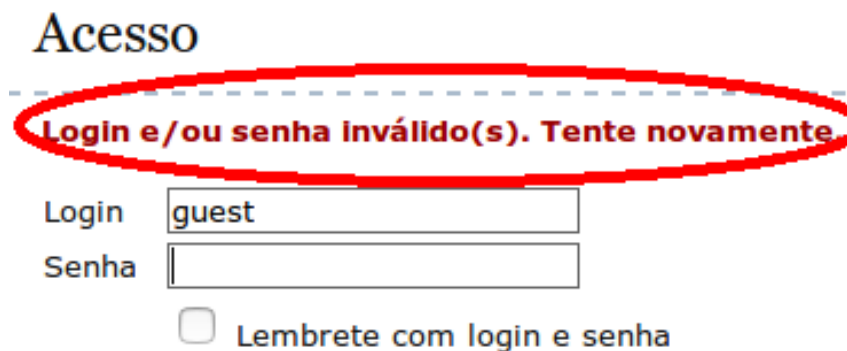 Acesso
Login e/ou senha inválido(s). Tente novamente.
Login guest
Senha
Lembrete com login e senha